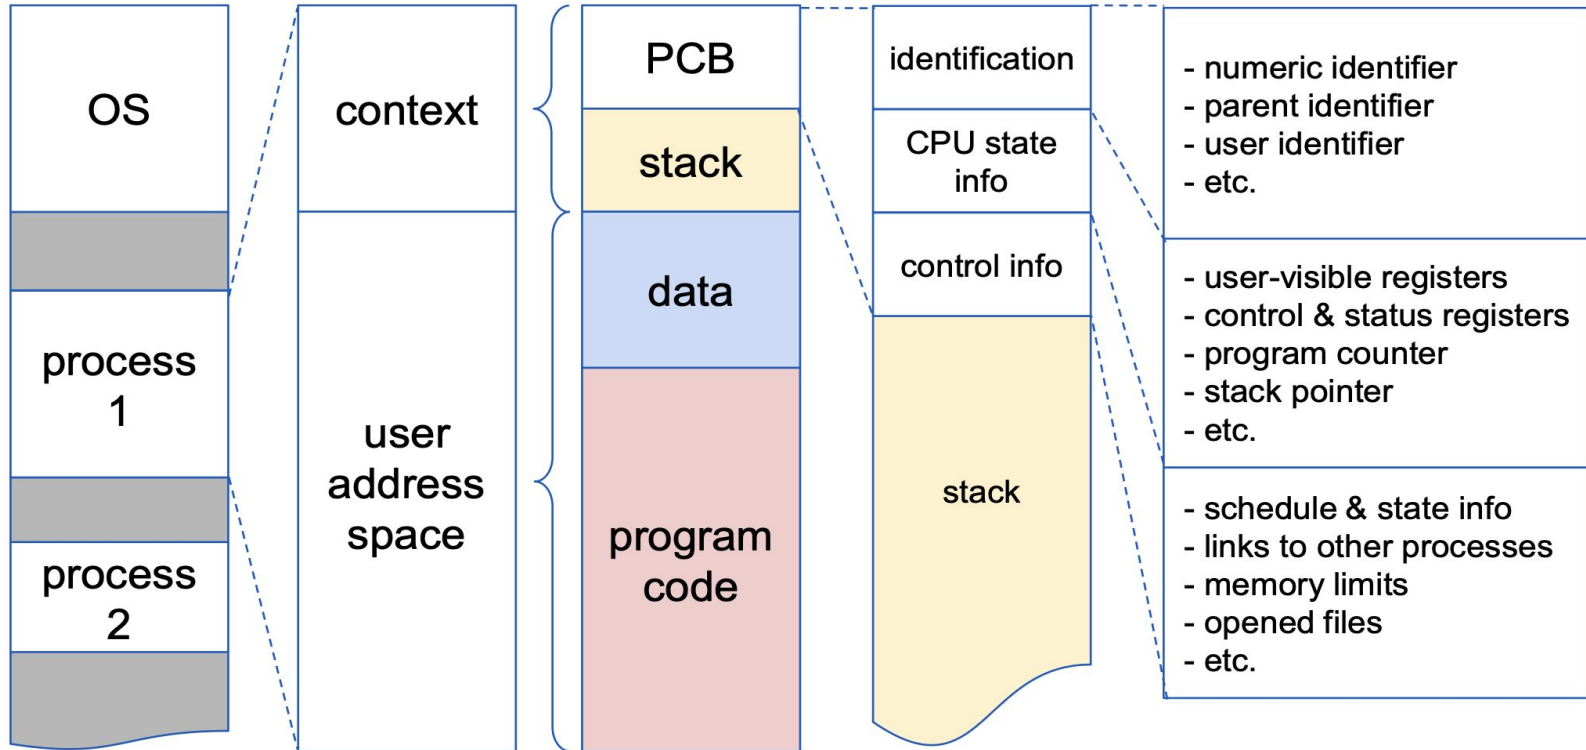 OS
process
1
process
2
context
user
address
space
PCB
stack
data
program
code
identification
CPU state
info
control info
stack
- numeric identifier
- parent identifier
- user identifier
- etc.
- user-visible registers
- control & status registers
- program counter
- stack pointer
- etc.
- schedule & state info
- links to other processes
- memory limits
- opened files
- etc.